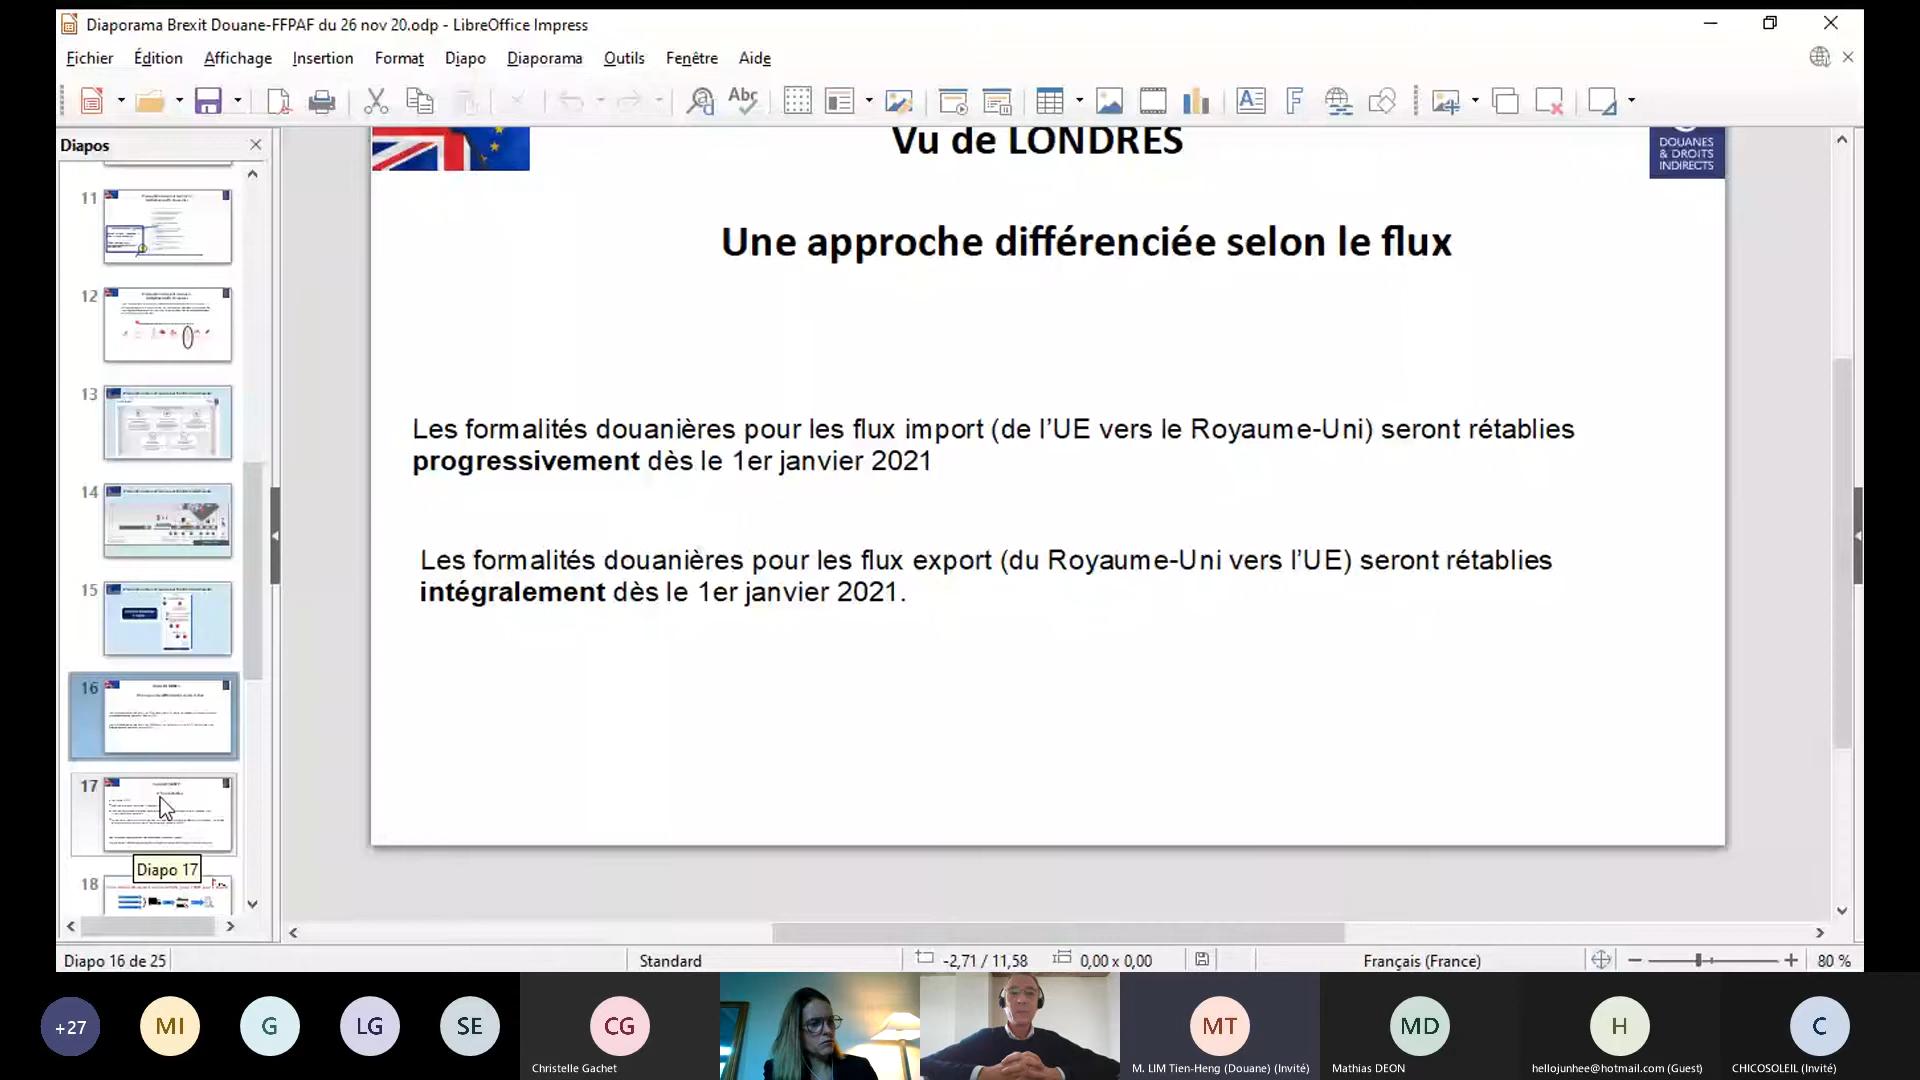 Diaporama Brexit Douane-FFPAF du 26 nov 20.odp - LibreOffice Impress
Fichier Édition Affichage Insertion Format Diapo Diaporama Outils Fenêtre Aide
Abc
Diapos
11
12
13
14
15
16
17
Diapo 17
18
Vu de LONDRES
DOUANES
& DROITS
INDIRECTS
Une approche différenciée selon le flux
Les formalités douanières pour les flux import (de l’UE vers le Royaume-Uni) seront rétablies
progressivement dès le 1er janvier 2021
Les formalités douanières pour les flux export (du Royaume-Uni vers l’UE) seront rétablies
intégralement dès le 1er janvier 2021.
Diapo 16 de 25 Standard -2,71 / 11,58 0,00 x 0,00 Français (France) 80 %
+27 MI G LG SE CG MT MD H C
Christelle Gachet M. LIM Tien-Heng (Douane) (Invité) Mathias DEON hellojunhee@hotmail.com (Guest) CHICOSOLEIL (Invité)